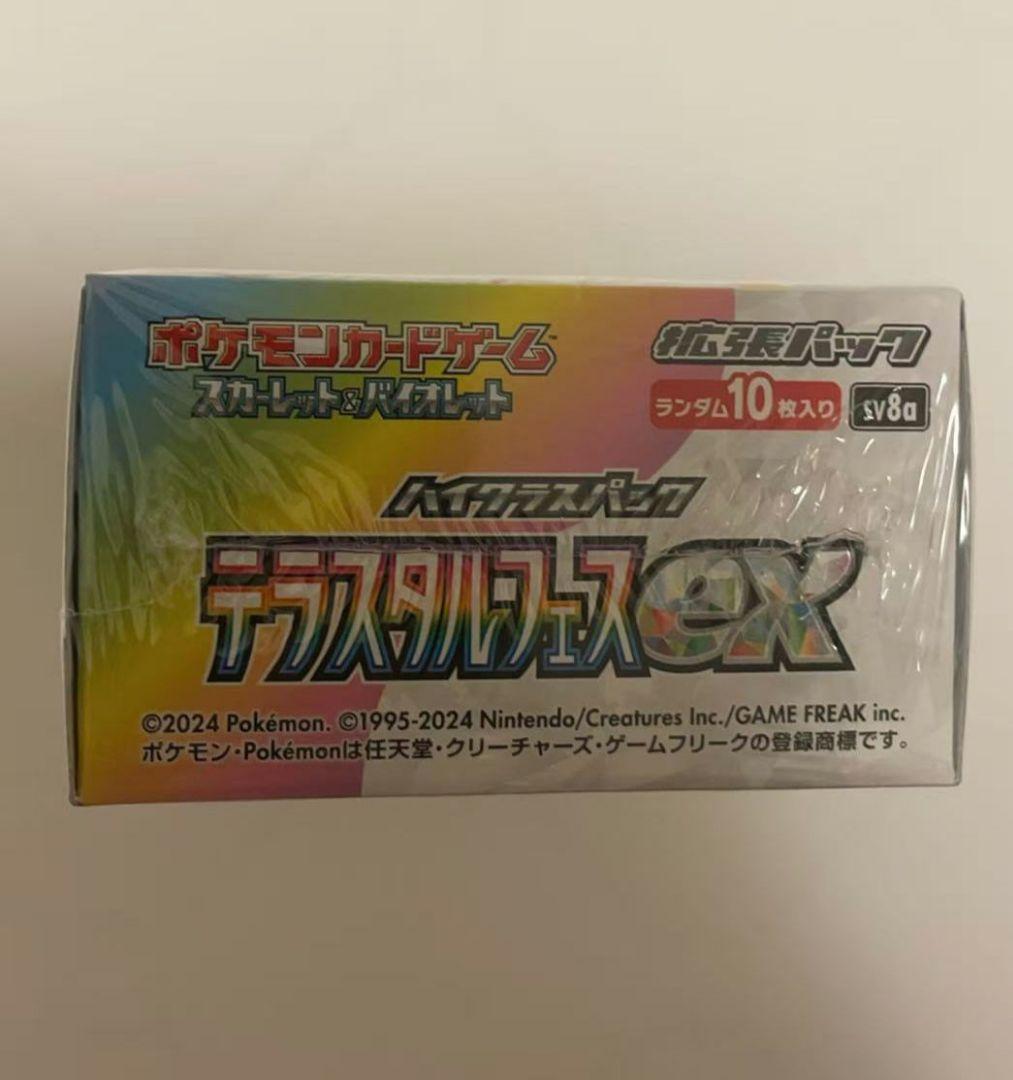 ポケモンカードゲーム™
スカーレット&バイオレット
拡張パック
ランダム10枚入り sv8a
ハイクラスパック
テラスタルフェスex
©2024 Pokémon. ©1995-2024 Nintendo/Creatures Inc./GAME FREAK inc.
ポケモン・Pokémonは任天堂・クリーチャーズ・ゲームフリークの登録商標です。